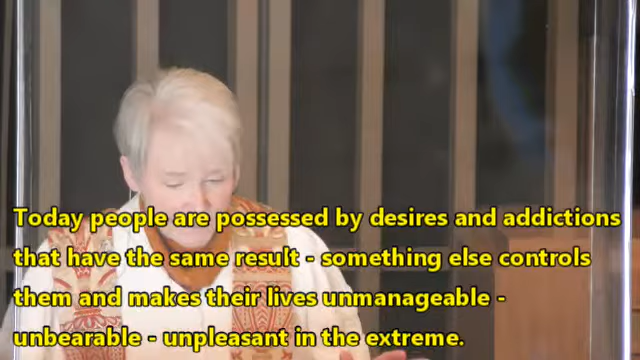 Today people are possessed by desires and addictions
that have the same result - something else controls
them and makes their lives unmanageable -
unbearable - unpleasant in the extreme.